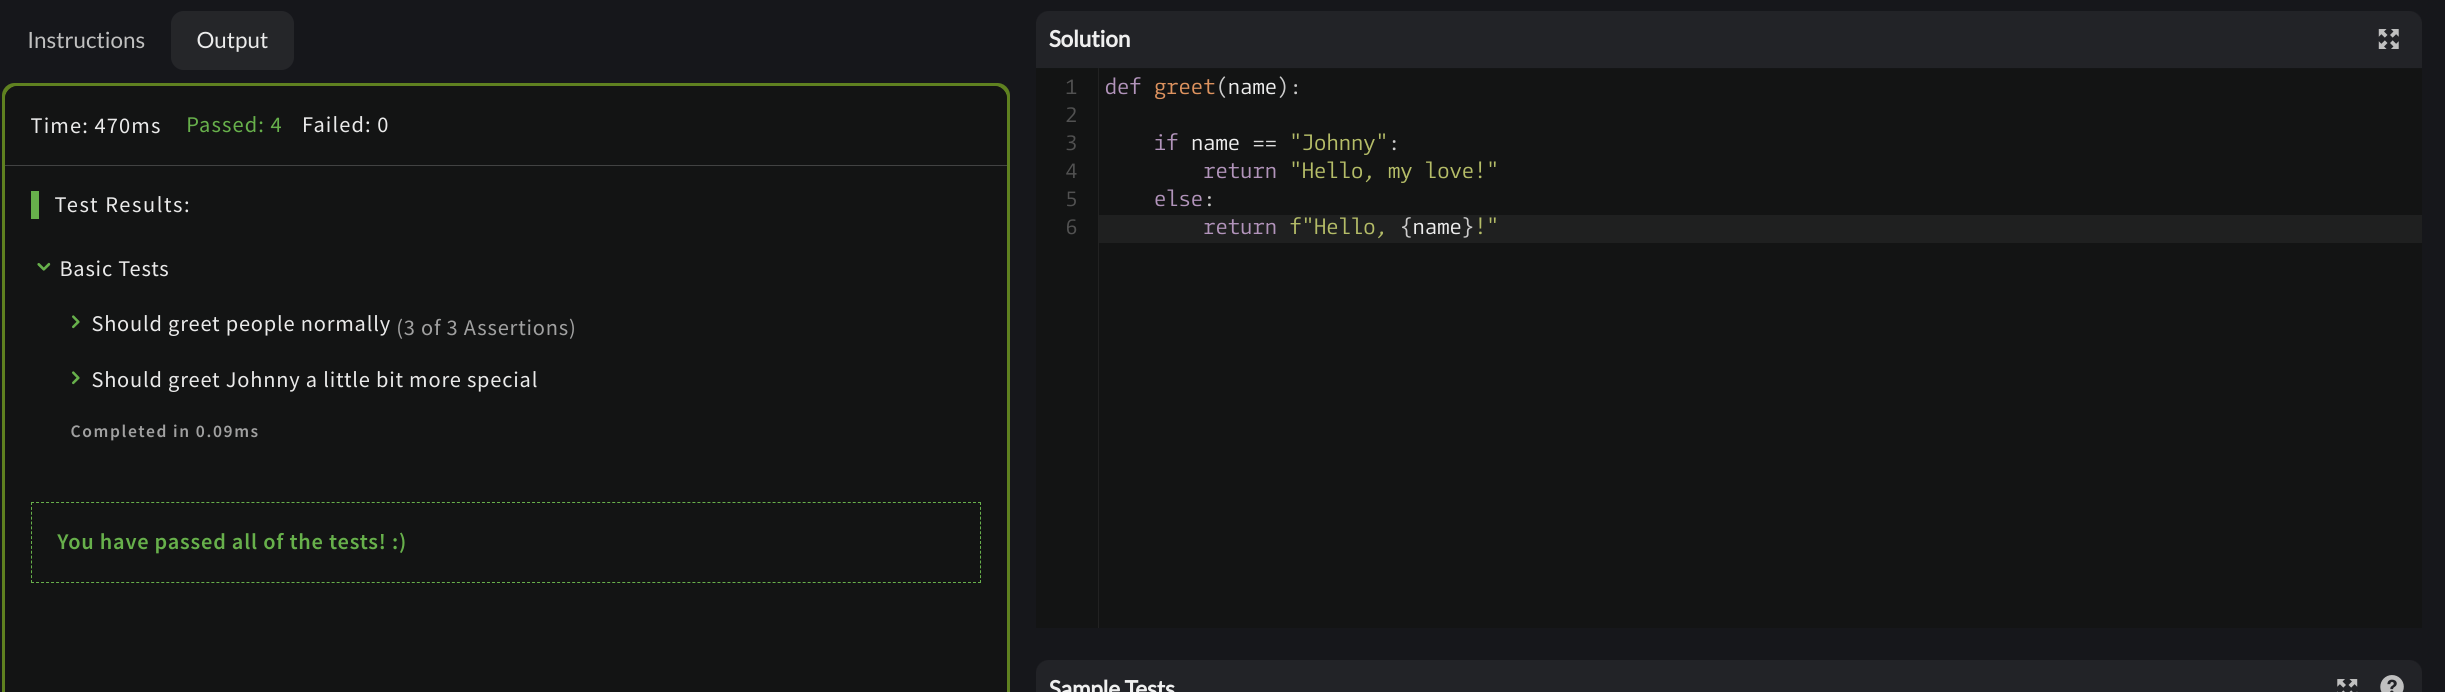 Instructions
Output
Time: 470ms Passed: 4 Failed: 0
Test Results:
Basic Tests
Should greet people normally (3 of 3 Assertions)
Should greet Johnny a little bit more special
Completed in 0.09ms
You have passed all of the tests! :)
Solution
1 def greet(name):
2
3     if name == "Johnny":
4         return "Hello, my love!"
5     else:
6         return f"Hello, {name}!"
Sample Tests
?